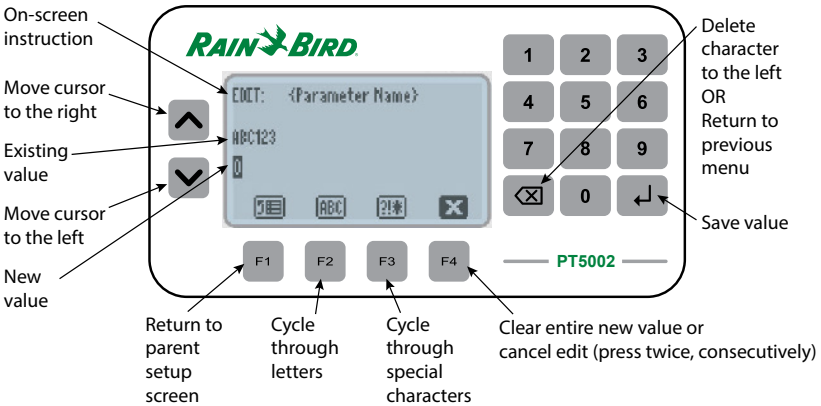 On-screen
instruction
Move cursor
to the right
Existing
value
Move cursor
to the left
New
value
RAIN BIRD
EDIT: <Parameter Name>
ABC123
0
ABC
?!*
X
F1
F2
F3
F4
1 2 3
4 5 6
7 8 9
0
PT5002
Delete
character
to the left
OR
Return to
previous
menu
Save value
Return to
parent
setup
screen
Cycle
through
letters
Cycle
through
special
characters
Clear entire new value or
cancel edit (press twice, consecutively)